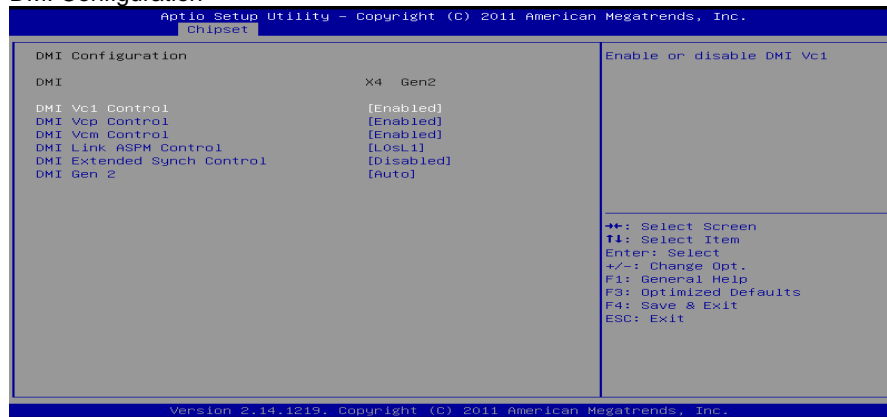 DMI Configuration
Aptio Setup Utility – Copyright (C) 2011 American Megatrends, Inc.
Chipset
DMI Configuration
DMI X4 Gen2
DMI Vc1 Control [Enabled]
DMI Vcp Control [Enabled]
DMI Vcm Control [Enabled]
DMI Link ASPM Control [L0sL1]
DMI Extended Synch Control [Disabled]
DMI Gen 2 [Auto]
Enable or disable DMI Vc1
→←: Select Screen
↑↓: Select Item
Enter: Select
+/-: Change Opt.
F1: General Help
F3: Optimized Defaults
F4: Save & Exit
ESC: Exit
Version 2.14.1219. Copyright (C) 2011 American Megatrends, Inc.